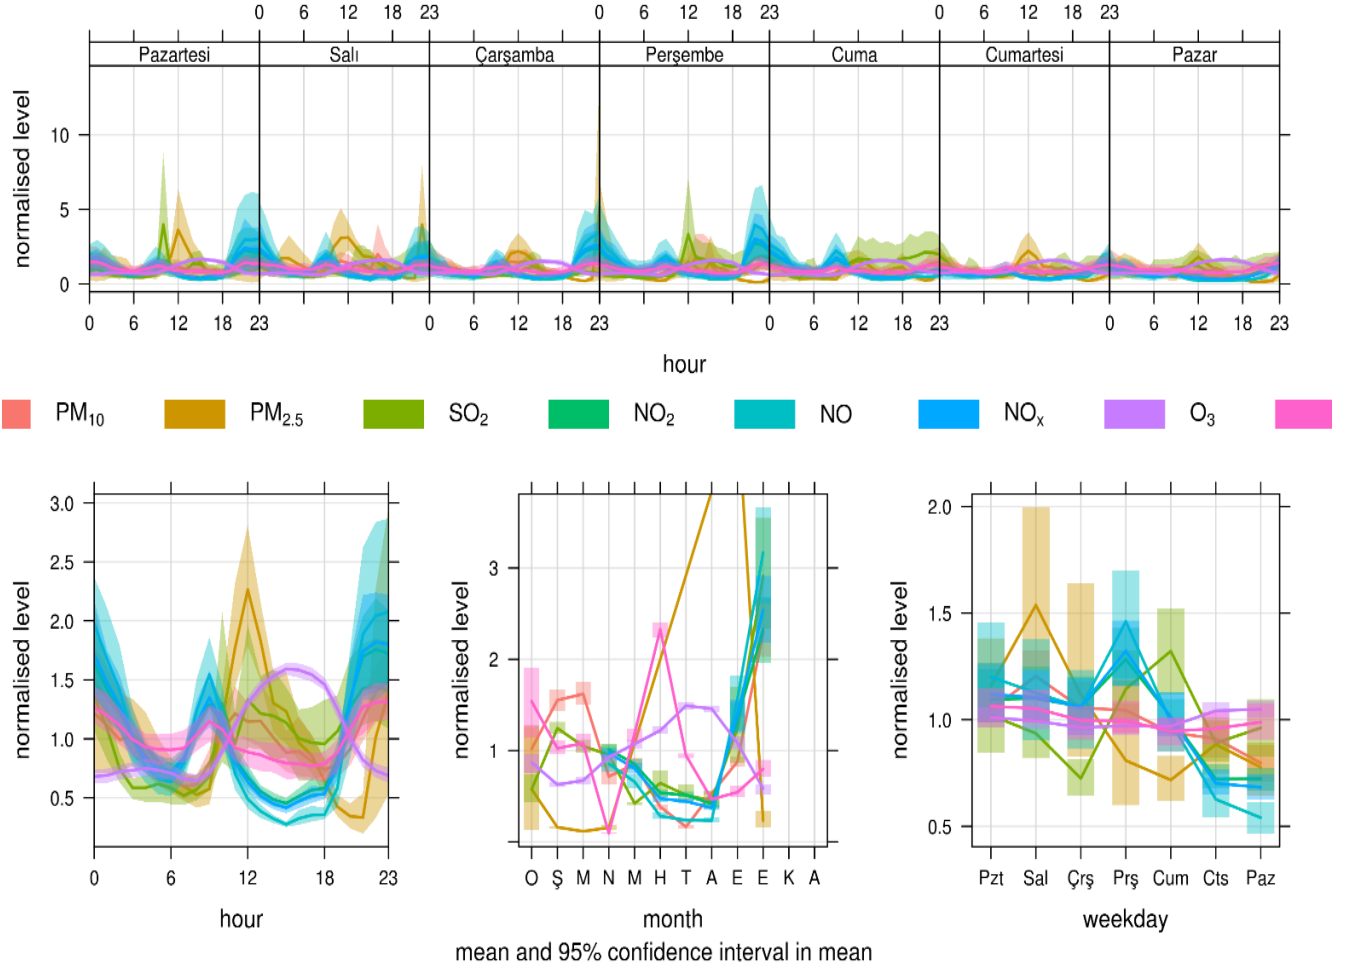 0 6 12 18 23 0 6 12 18 23 0 6 12 18 23
Pazartesi Salı Çarşamba Perşembe Cuma Cumartesi Pazar
normalised level
10
5
0
0 6 12 18 23 0 6 12 18 23 0 6 12 18 23 0 6 12 18 23
hour
PM10 PM2.5 SO2 NO2 NO NOx O3
normalised level
3.0
2.5
2.0
1.5
1.0
0.5
0 6 12 18 23
hour
normalised level
3
2
1
O Ş M N M H T A E E K A
month
normalised level
2.0
1.5
1.0
0.5
Pzt Sal Çrş Prş Cum Cts Paz
weekday
mean and 95% confidence interval in mean